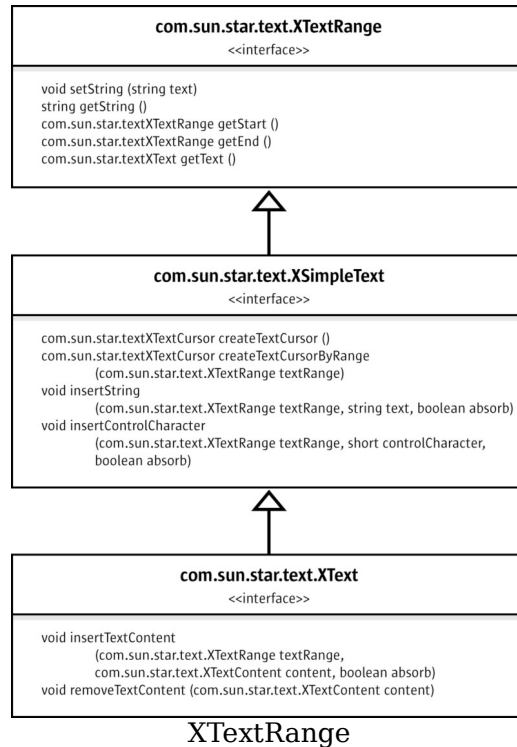 com.sun.star.text.XTextRange
<<interface>>
void setString (string text)
string getString ()
com.sun.star.textXTextRange getStart ()
com.sun.star.textXTextRange getEnd ()
com.sun.star.textXText getText ()
com.sun.star.text.XSimpleText
<<interface>>
com.sun.star.textXTextCursor createTextCursor ()
com.sun.star.textXTextCursor createTextCursorByRange
(com.sun.star.text.XTextRange textRange)
void insertString
(com.sun.star.text.XTextRange textRange, string text, boolean absorb)
void insertControlCharacter
(com.sun.star.text.XTextRange textRange, short controlCharacter,
boolean absorb)
com.sun.star.text.XText
<<interface>>
void insertTextContent
(com.sun.star.text.XTextRange textRange,
com.sun.star.text.XTextContent content, boolean absorb)
void removeTextContent (com.sun.star.text.XTextContent content)
XTextRange